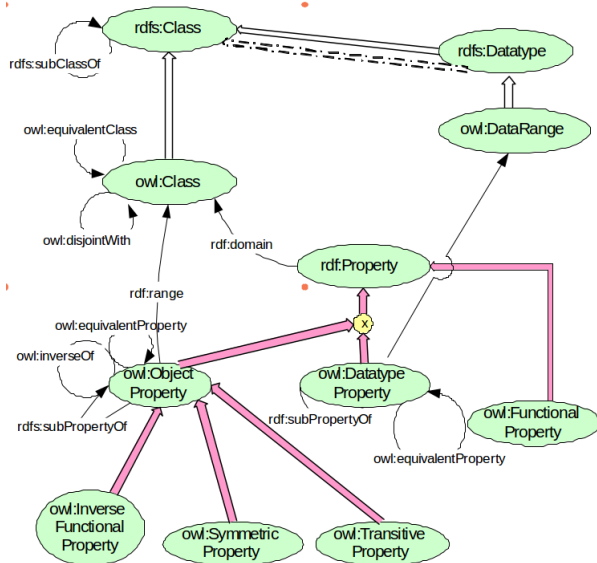 rdfs:Class
rdfs:Datatype
rdfs:subClassOf
owl:equivalentClass
owl:DataRange
owl:Class
owl:disjointWith
rdf:domain
rdf:Property
rdf:range
owl:equivalentProperty
X
owl:inverseOf
owl:Object
Property
owl:Datatype
Property
rdfs:subPropertyOf
rdf:subPropertyOf
owl:Functional
Property
owl:equivalentProperty
owl:Inverse
Functional
Property
owl:Symmetric
Property
owl:Transitive
Property